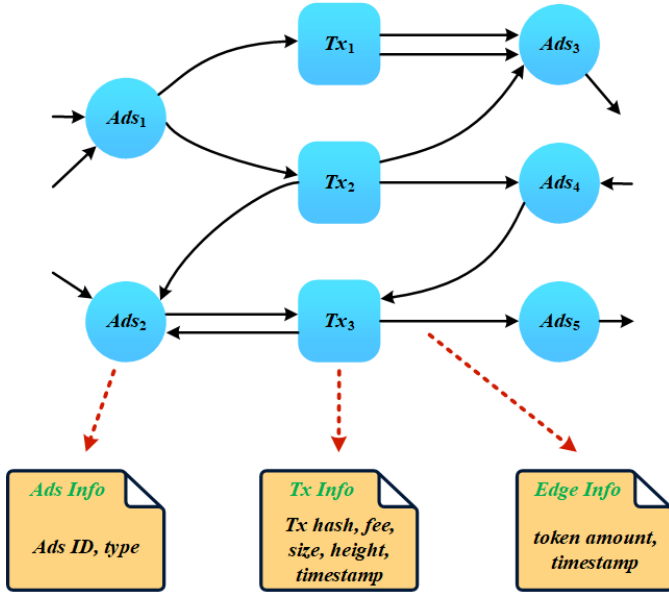 Tx₁
Ads₃
Ads₁
Tx₂
Ads₄
Ads₂
Tx₃
Ads₅
Ads Info
Ads ID, type
Tx Info
Tx hash, fee,
size, height,
timestamp
Edge Info
token amount,
timestamp